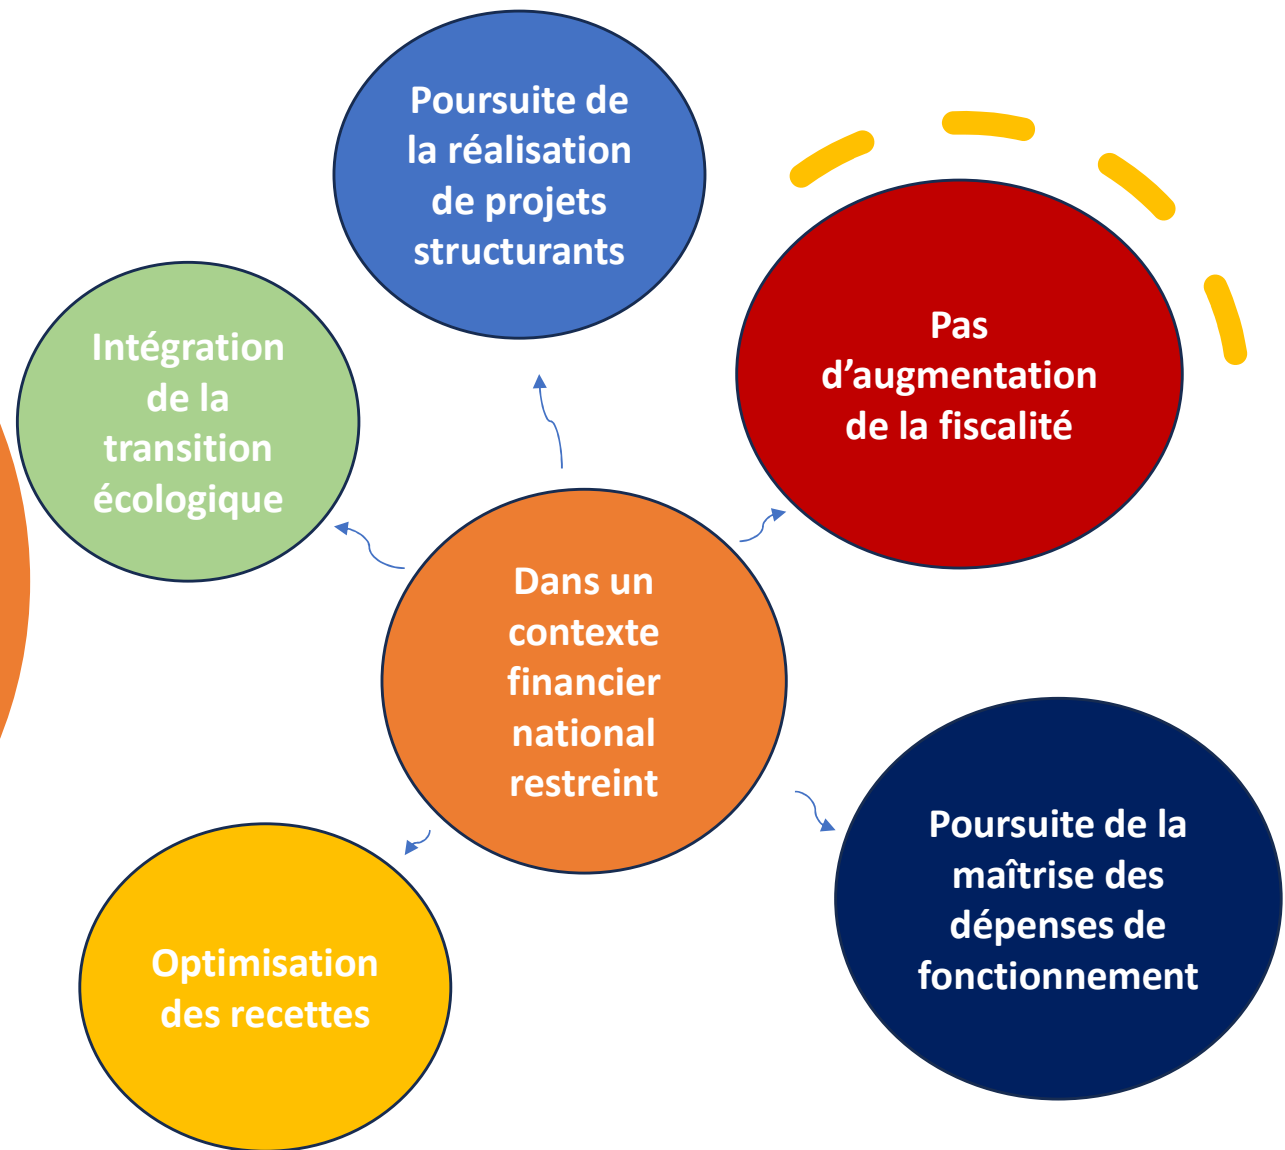 Poursuite de
la réalisation
de projets
structurants
Pas
d’augmentation
de la fiscalité
Intégration
de la
transition
écologique
Dans un
contexte
financier
national
restreint
Poursuite de la
maîtrise des
dépenses de
fonctionnement
Optimisation
des recettes